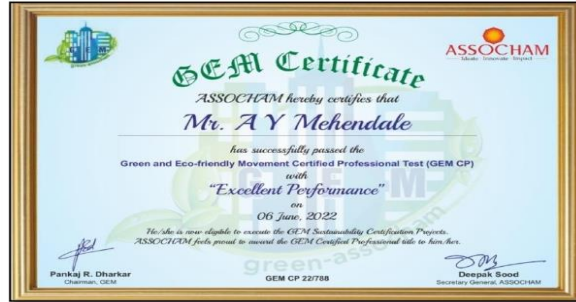 G E M
ASSOCHAM
GEM Certificate
ASSOCHAM hereby certifies that
Mr. A Y Mehendale
has successfully passed the
Green and Eco-friendly Movement Certified Professional Test (GEM CP)
with
"Excellent Performance"
on
06 June, 2022
He/she is now eligible to execute the GEM Sustainability Certification Projects.
ASSOCHAM feels proud to award the GEM Certified Professional title to him/her.
Pankaj R. Dharkar
Chairman, GEM
GEM CP 22/788
Deepak Sood
Secretary General, ASSOCHAM